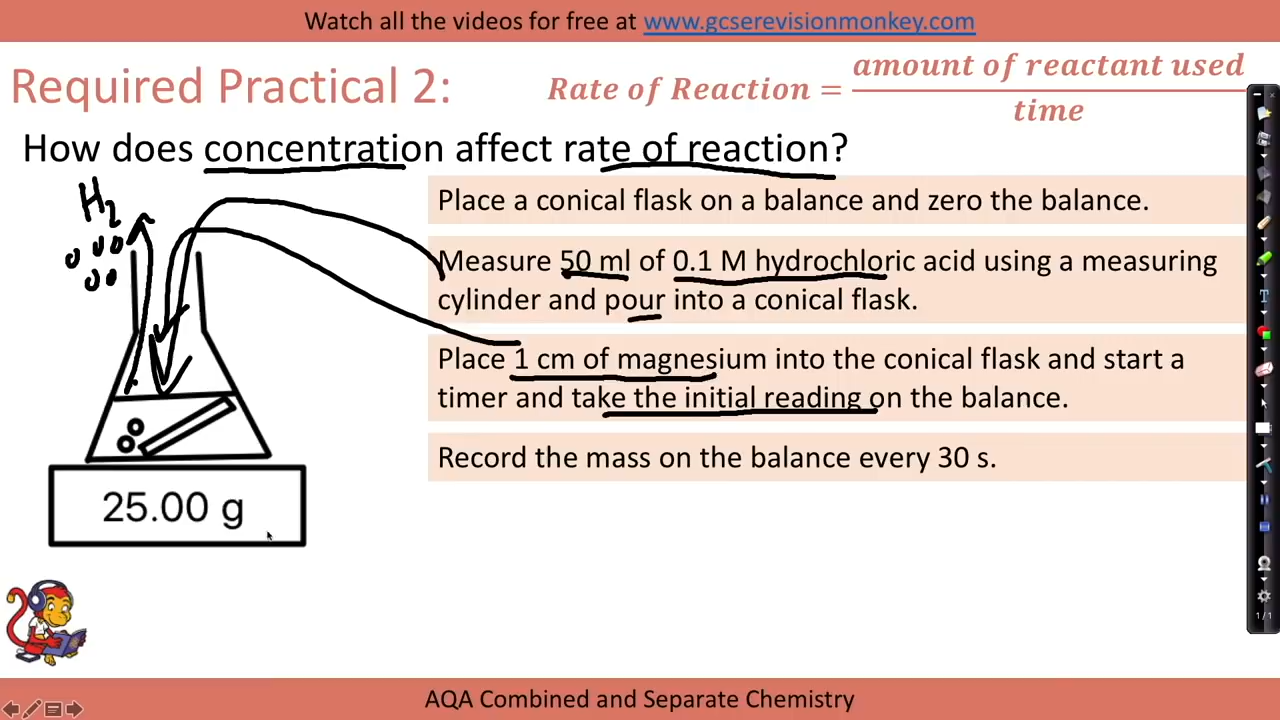 Watch all the videos for free at www.gcserevisionmonkey.com
Required Practical 2:
Rate of Reaction = amount of reactant used
time
How does concentration affect rate of reaction?
H2
Place a conical flask on a balance and zero the balance.
Measure 50 ml of 0.1 M hydrochloric acid using a measuring
cylinder and pour into a conical flask.
Place 1 cm of magnesium into the conical flask and start a
timer and take the initial reading on the balance.
Record the mass on the balance every 30 s.
25.00 g
AQA Combined and Separate Chemistry
1/1